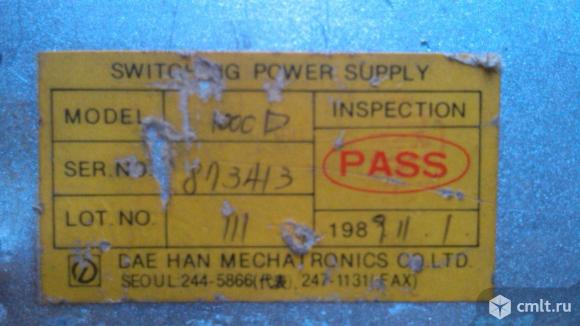 SWITCHING POWER SUPPLY
MODEL 1000 D INSPECTION
SER.NO. 873413 PASS
LOT NO. 111 1989. 11. 1.
DAE HAN MECHATRONICS CO.LTD.
SEOUL:244-5866(代表), 247-1131(FAX)
cmlt.ru